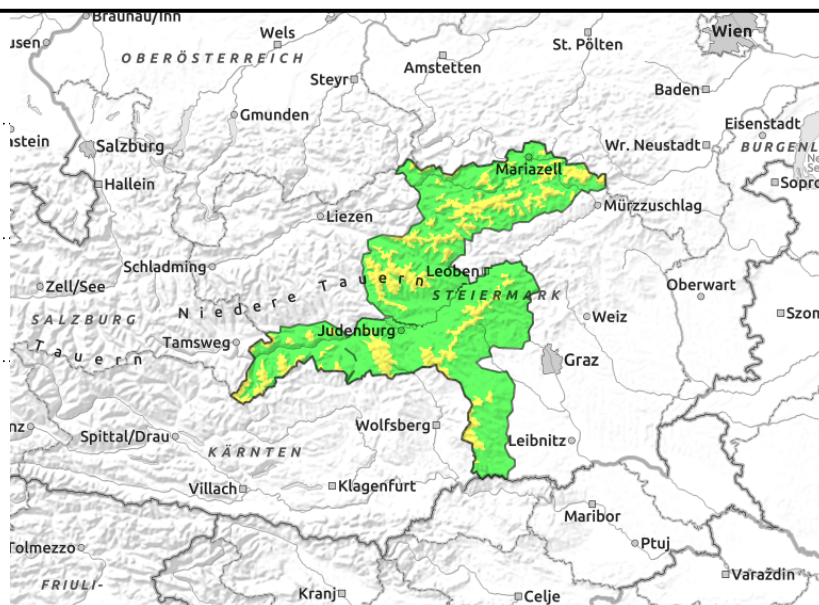 Braunau/Inn
Wels
St. Pölten
Wien
OBERÖSTERREICH
Amstetten
Steyr
Baden
Gmunden
Eisenstadt
Salzburg
Wr. Neustadt
BURGENL
Mariazell
Hallein
Sopro
Liezen
Mürzzuschlag
Schladming
Leoben
Zell/See
Niedere Tauern
STEIERMARK
Oberwart
SALZBURG
Judenburg
Weiz
Szom
Tauern
Tamsweg
Graz
Wolfsberg
Leibnitz
Spittal/Drau
KÄRNTEN
Villach
Klagenfurt
Maribor
Tolmezzo
Ptuj
FRIULI-
Varaždin
Kranj
Celje